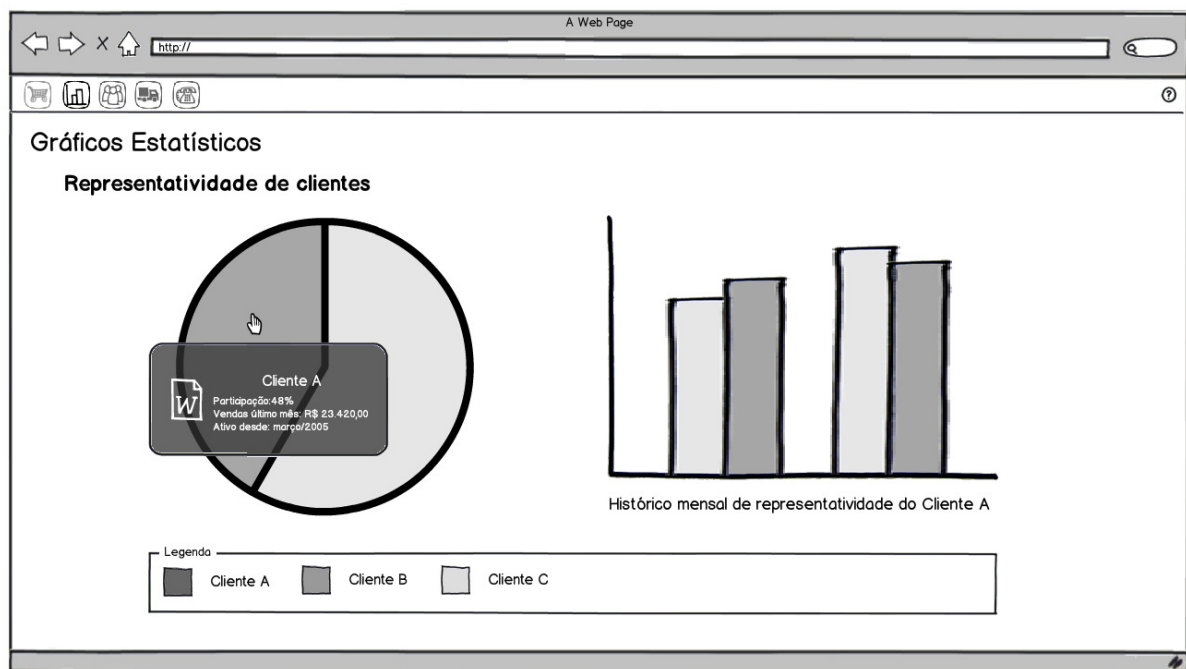 A Web Page
http://
Gráficos Estatísticos
Representatividade de clientes
Cliente A
Participação:48%
Vendas último mês: R$ 23.420,00
Ativo desde: março/2005
W
Histórico mensal de representatividade do Cliente A
Legenda
Cliente A
Cliente B
Cliente C